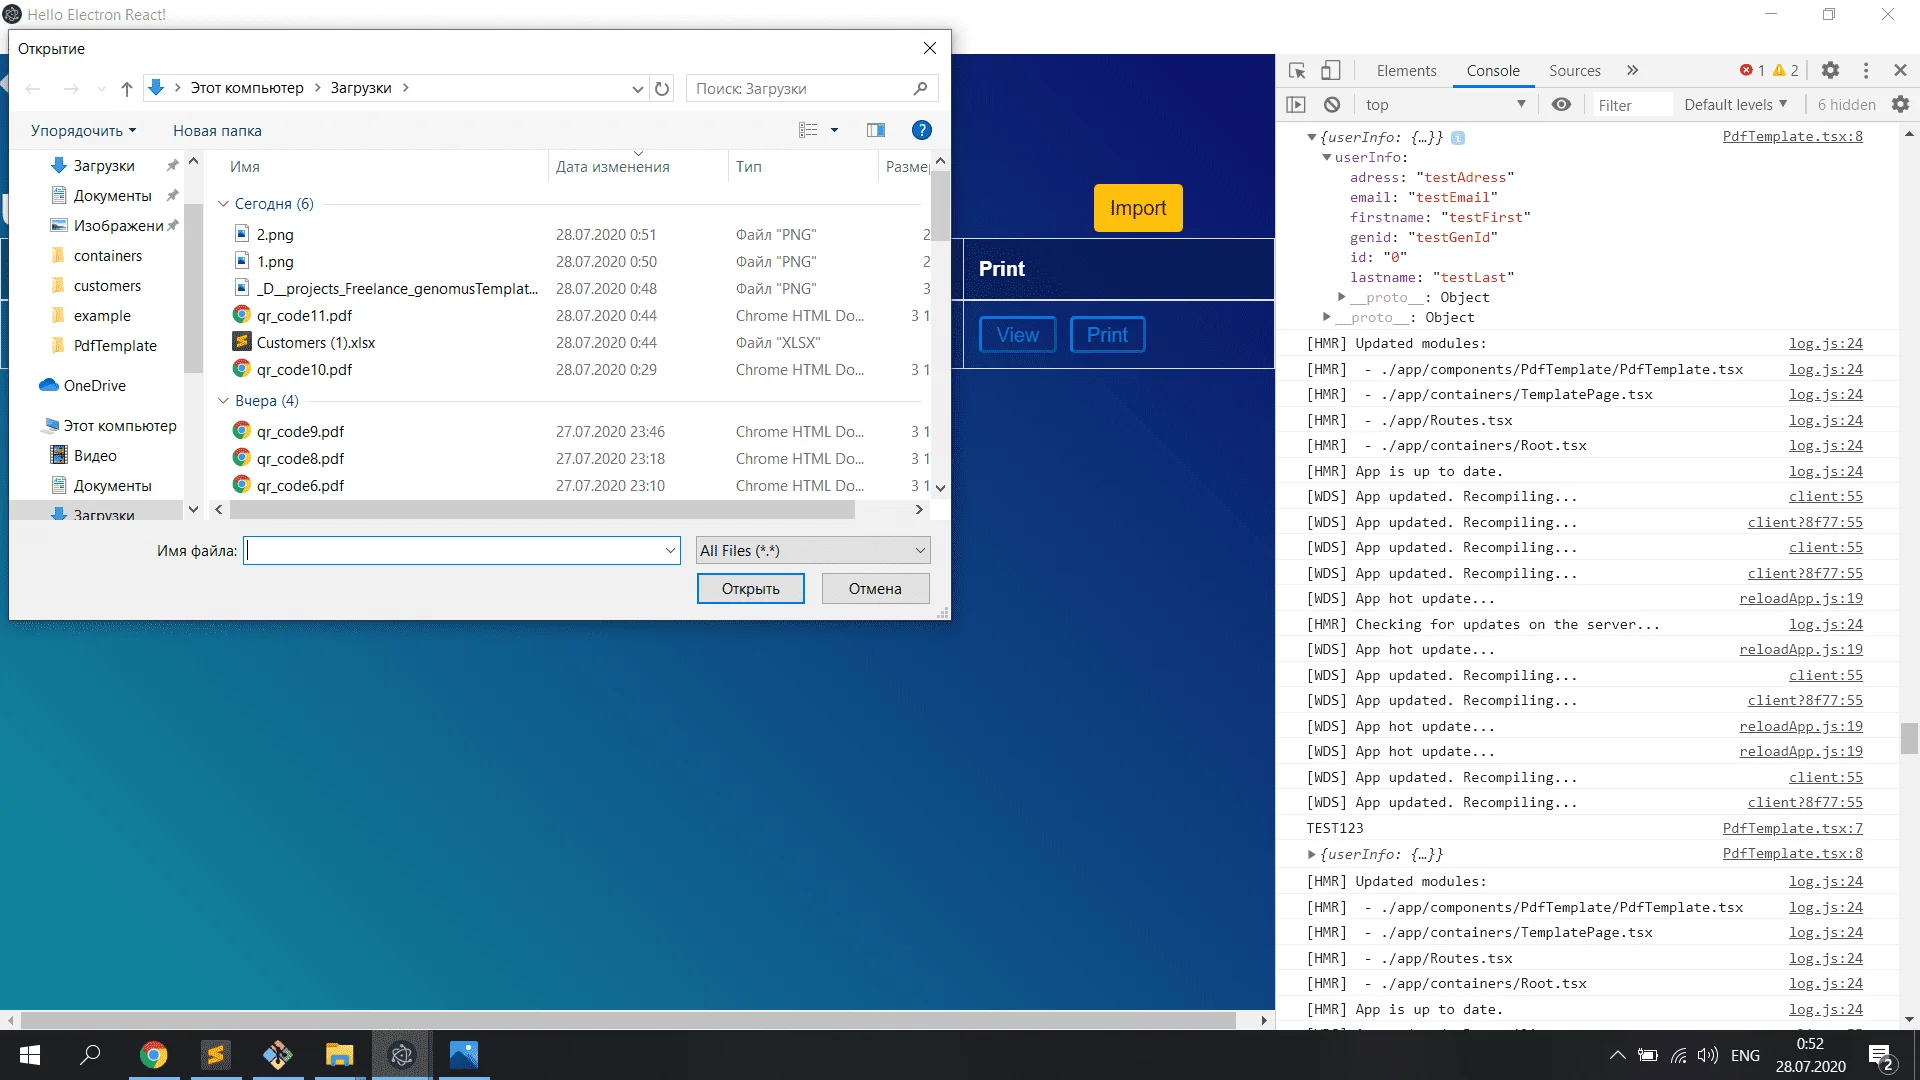 Hello Electron React!
Открытие
Этот компьютер
Загрузки
Поиск: Загрузки
Упорядочить
Новая папка
Загрузки
Документы
Изображени
containers
customers
example
PdfTemplate
OneDrive
Этот компьютер
Видео
Документы
Загрузки
Имя Дата изменения Тип Разме
Сегодня (6)
2.png 28.07.2020 0:51 Файл "PNG" 2
1.png 28.07.2020 0:50 Файл "PNG" 2
_D__projects_Freelance_genomusTemplat... 28.07.2020 0:48 Файл "PNG" 3
qr_code11.pdf 28.07.2020 0:44 Chrome HTML Do... 3 1
Customers (1).xlsx 28.07.2020 0:44 Файл "XLSX"
qr_code10.pdf 28.07.2020 0:29 Chrome HTML Do... 3 1
Вчера (4)
qr_code9.pdf 27.07.2020 23:46 Chrome HTML Do... 3 1
qr_code8.pdf 27.07.2020 23:18 Chrome HTML Do... 3 1
qr_code6.pdf 27.07.2020 23:10 Chrome HTML Do... 3 1
Имя файла:
All Files (*.*)
Открыть Отмена
Import
Print
View Print
Elements Console Sources 1 2
top Filter Default levels 6 hidden
{userInfo: {…}} PdfTemplate.tsx:8
userInfo:
adress: "testAdress"
email: "testEmail"
firstname: "testFirst"
genid: "testGenId"
id: "0"
lastname: "testLast"
__proto__: Object
__proto__: Object
[HMR] Updated modules: log.js:24
[HMR] - ./app/components/PdfTemplate/PdfTemplate.tsx log.js:24
[HMR] - ./app/containers/TemplatePage.tsx log.js:24
[HMR] - ./app/Routes.tsx log.js:24
[HMR] - ./app/containers/Root.tsx log.js:24
[HMR] App is up to date. log.js:24
[WDS] App updated. Recompiling... client:55
[WDS] App updated. Recompiling... client?8f77:55
[WDS] App updated. Recompiling... client:55
[WDS] App updated. Recompiling... client?8f77:55
[WDS] App hot update... reloadApp.js:19
[HMR] Checking for updates on the server... log.js:24
[WDS] App hot update... reloadApp.js:19
[WDS] App updated. Recompiling... client:55
[WDS] App updated. Recompiling... client?8f77:55
[WDS] App hot update... reloadApp.js:19
[WDS] App hot update... reloadApp.js:19
[WDS] App updated. Recompiling... client:55
[WDS] App updated. Recompiling... client?8f77:55
TEST123 PdfTemplate.tsx:7
{userInfo: {…}} PdfTemplate.tsx:8
[HMR] Updated modules: log.js:24
[HMR] - ./app/components/PdfTemplate/PdfTemplate.tsx log.js:24
[HMR] - ./app/containers/TemplatePage.tsx log.js:24
[HMR] - ./app/Routes.tsx log.js:24
[HMR] - ./app/containers/Root.tsx log.js:24
[HMR] App is up to date. log.js:24
ENG
0:52
28.07.2020
2